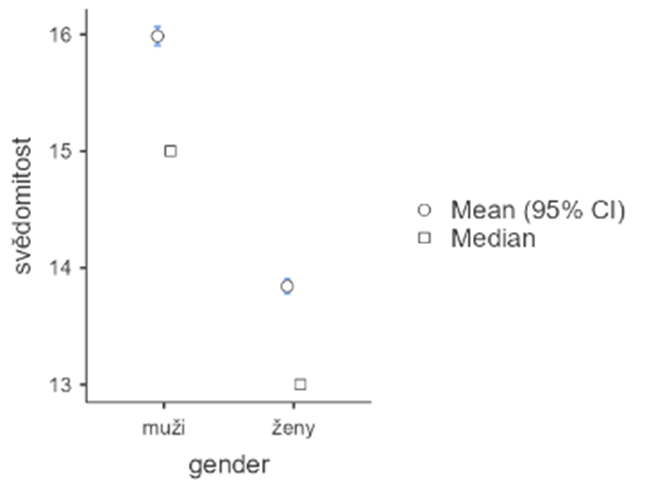 16
15
14
13
svědomitost
muži
ženy
gender
Mean (95% CI)
Median